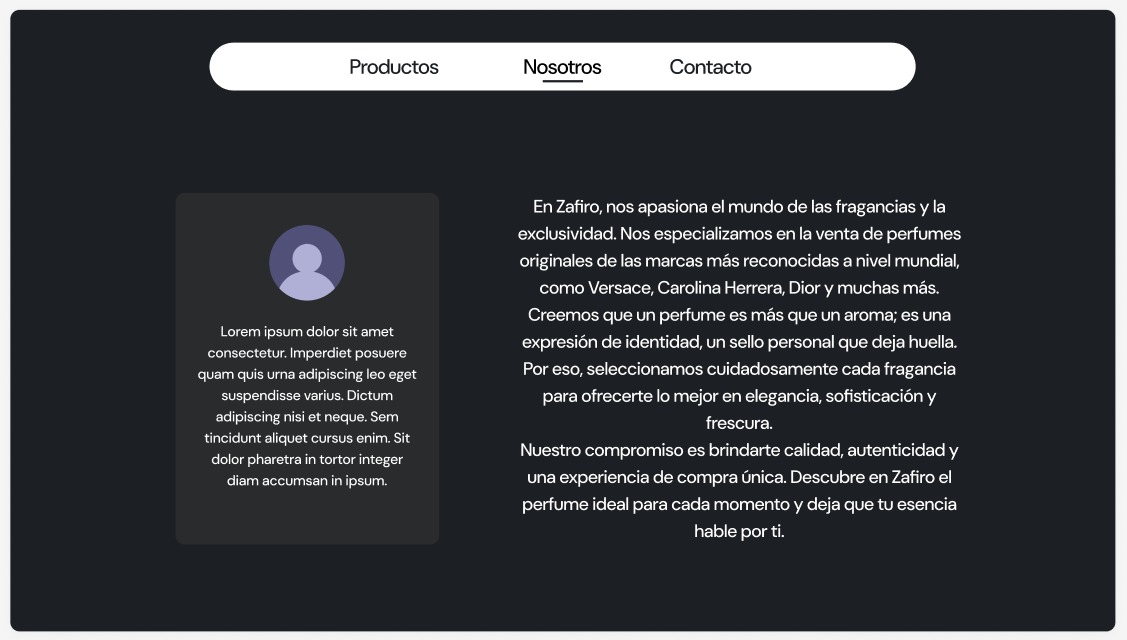 Productos Nosotros Contacto
Lorem ipsum dolor sit amet
consectetur. Imperdiet posuere
quam quis urna adipiscing leo eget
suspendisse varius. Dictum
adipiscing nisi et neque. Sem
tincidunt aliquet cursus enim. Sit
dolor pharetra in tortor integer
diam accumsan in ipsum.
En Zafiro, nos apasiona el mundo de las fragancias y la
exclusividad. Nos especializamos en la venta de perfumes
originales de las marcas más reconocidas a nivel mundial,
como Versace, Carolina Herrera, Dior y muchas más.
Creemos que un perfume es más que un aroma; es una
expresión de identidad, un sello personal que deja huella.
Por eso, seleccionamos cuidadosamente cada fragancia
para ofrecerte lo mejor en elegancia, sofisticación y
frescura.
Nuestro compromiso es brindarte calidad, autenticidad y
una experiencia de compra única. Descubre en Zafiro el
perfume ideal para cada momento y deja que tu esencia
hable por ti.